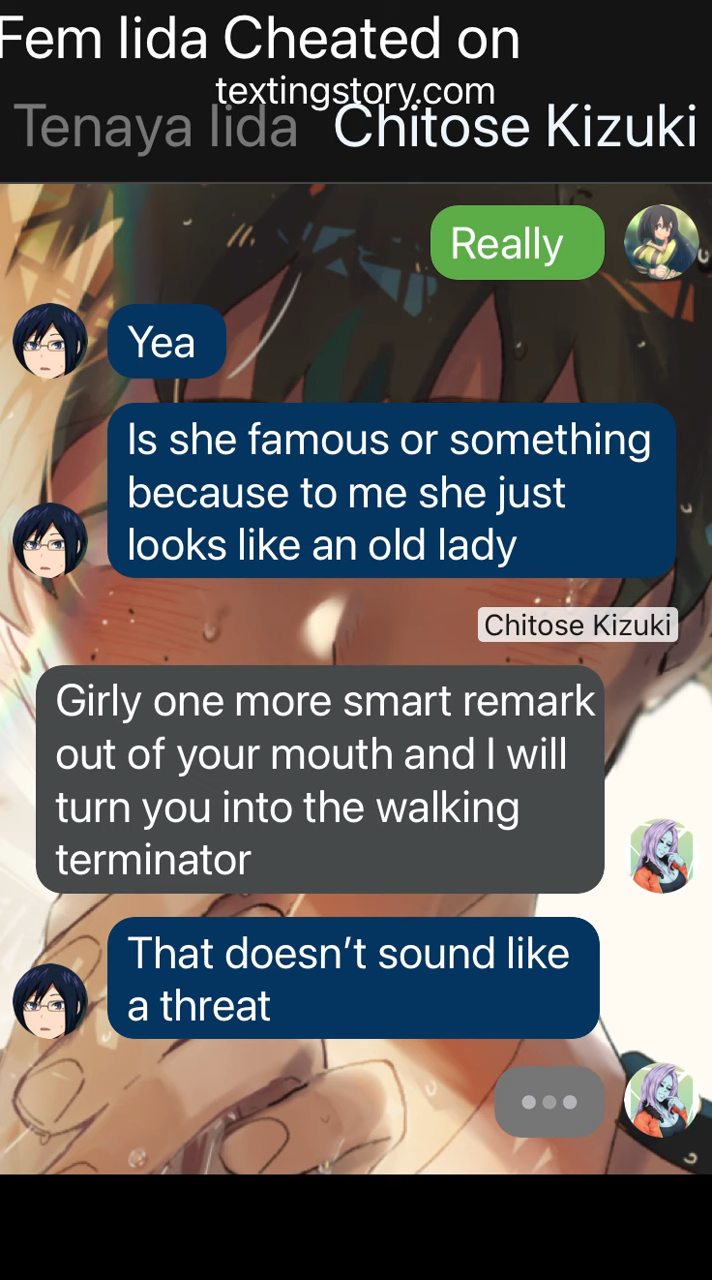 Fem Iida Cheated on
textingstory.com
Tenaya Iida Chitose Kizuki
Really
Yea
Is she famous or something
because to me she just
looks like an old lady
Chitose Kizuki
Girly one more smart remark
out of your mouth and I will
turn you into the walking
terminator
That doesn’t sound like
a threat